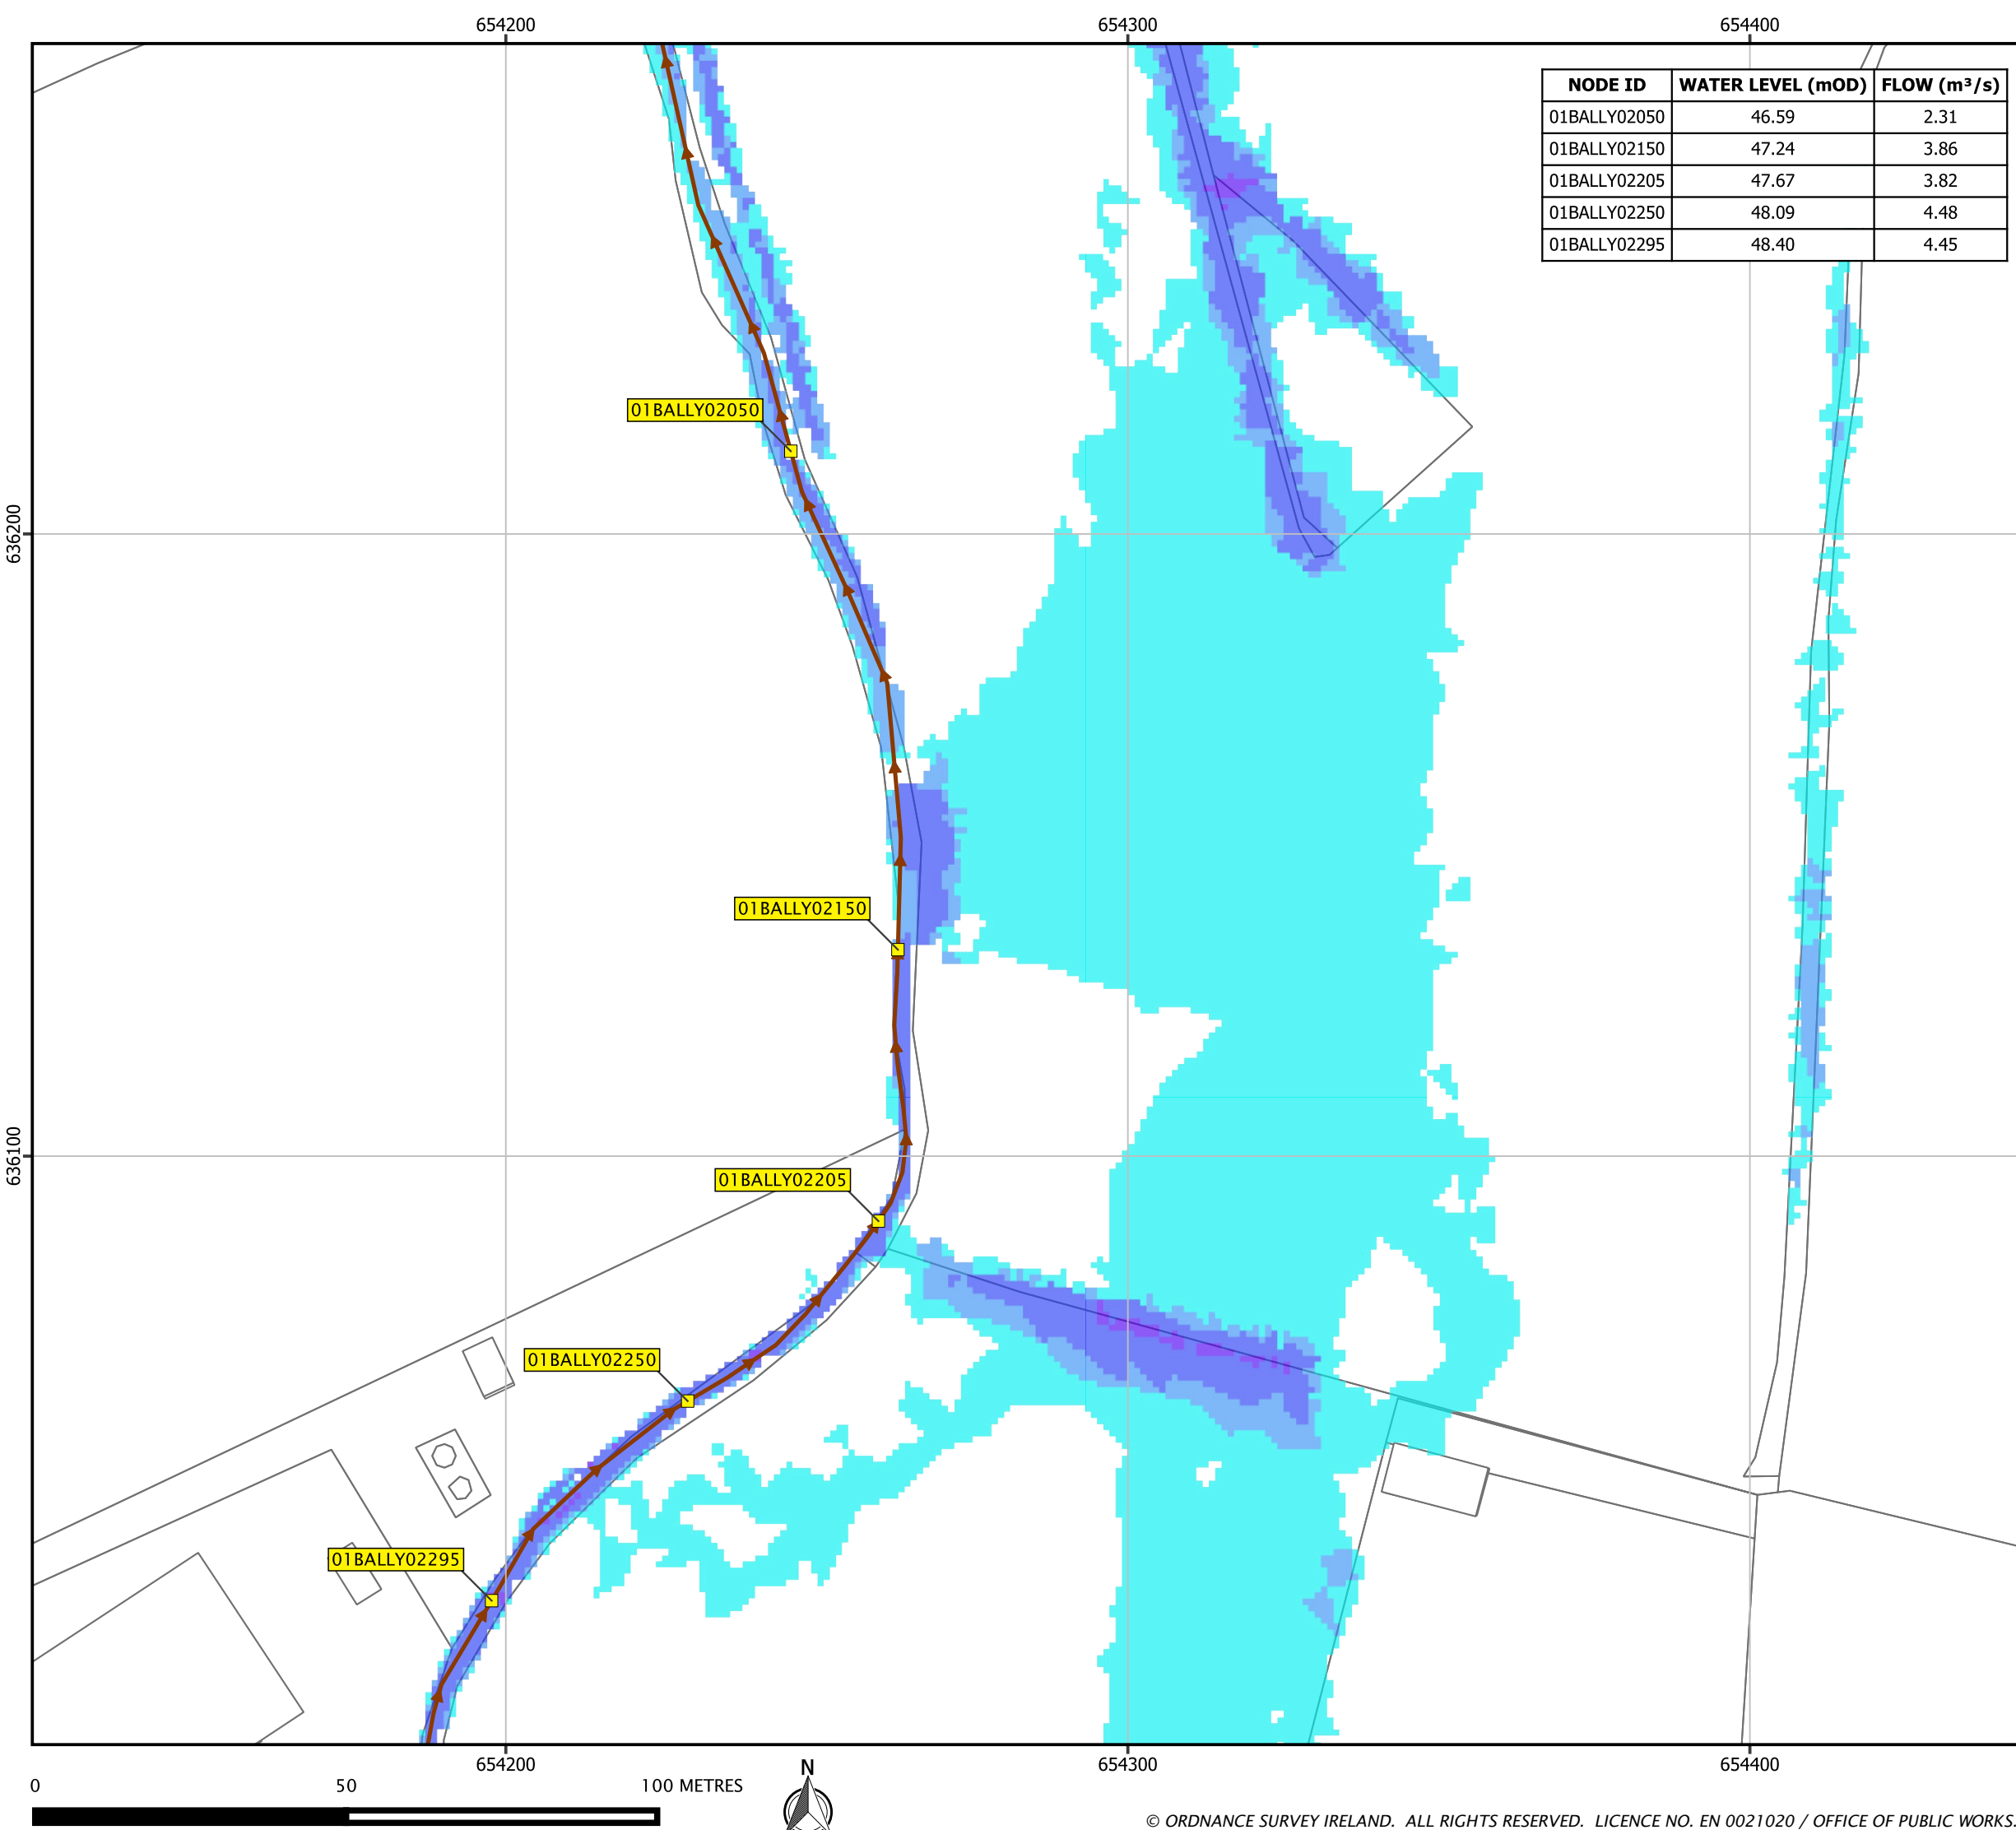 654200 654300 654400
NODE ID WATER LEVEL (mOD) FLOW (m³/s)
01BALLY02050 46.59 2.31
01BALLY02150 47.24 3.86
01BALLY02205 47.67 3.82
01BALLY02250 48.09 4.48
01BALLY02295 48.40 4.45
01BALLY02050
636200
01BALLY02150
636100
01BALLY02205
01BALLY02250
01BALLY02295
654200 654300 654400
0 50 100 METRES
N
© ORDNANCE SURVEY IRELAND. ALL RIGHTS RESERVED. LICENCE NO. EN 0021020 / OFFICE OF PUBLIC WORKS